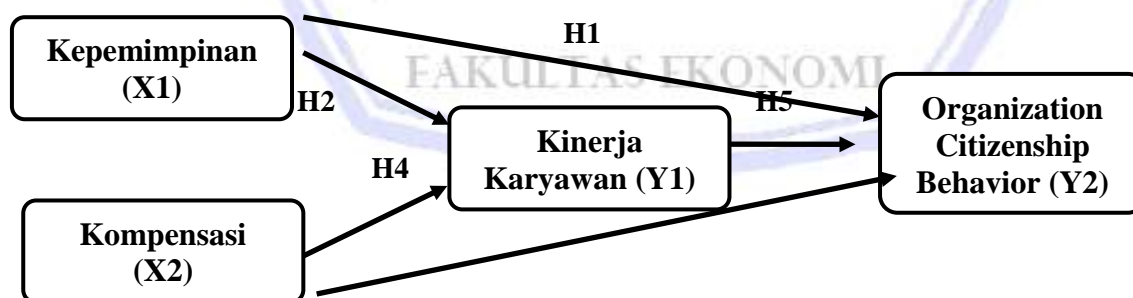 Kepemimpinan
(X1)
H1
H2
FAKULTAS EKONOMI
H5
Organization
Citizenship
Behavior (Y2)
Kinerja
Karyawan (Y1)
H4
Kompensasi
(X2)